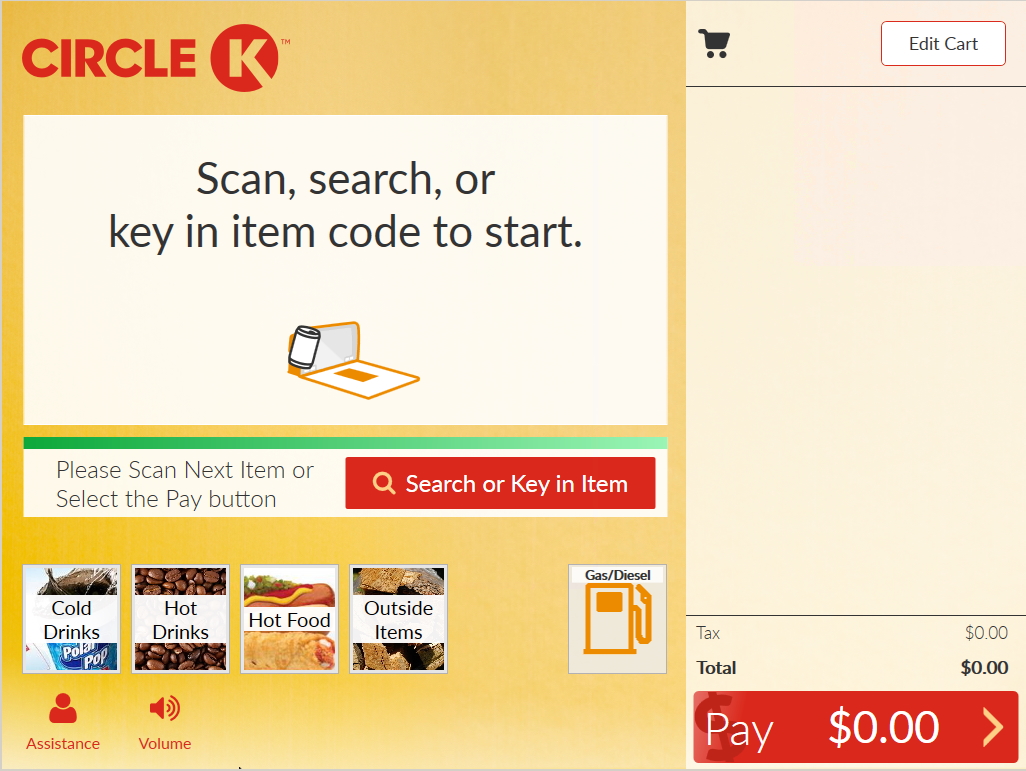 CIRCLE K™
Edit Cart
Scan, search, or
key in item code to start.
Please Scan Next Item or
Select the Pay button
Search or Key in Item
Cold
Drinks
Polar
Pop
Hot
Drinks
Hot Food
Outside
Items
Gas/Diesel
Assistance
Volume
Tax $0.00
Total $0.00
$
Pay $0.00